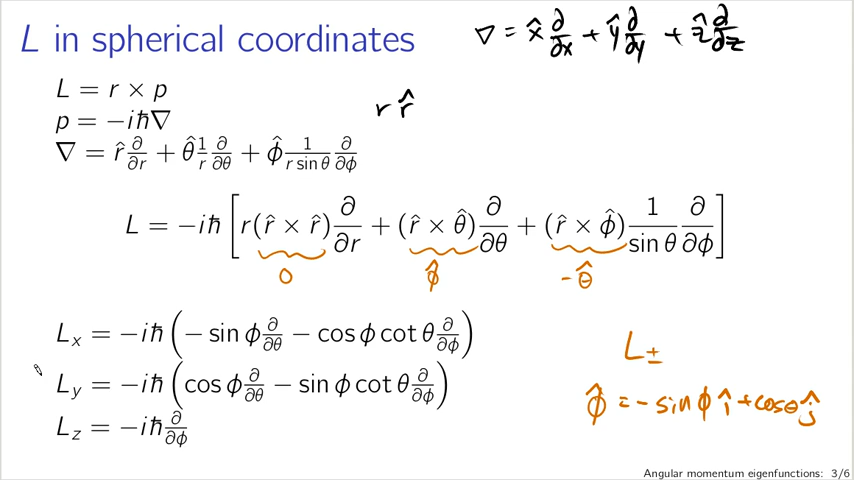 L in spherical coordinates
∇ = x̂ ∂/∂x + ŷ ∂/∂y + ẑ ∂/∂z
L = r × p
r r̂
p = −iħ∇
∇ = r̂ ∂/∂r + θ̂ 1/r ∂/∂θ + φ̂ 1/(r sin θ) ∂/∂φ
L = −iħ [ r(r̂ × r̂) ∂/∂r + (r̂ × θ̂) ∂/∂θ + (r̂ × φ̂) 1/sin θ ∂/∂φ ]
0 φ̂ −θ̂
Lx = −iħ ( − sin φ ∂/∂θ − cos φ cot θ ∂/∂φ )
L±
Ly = −iħ ( cos φ ∂/∂θ − sin φ cot θ ∂/∂φ )
φ̂ = − sin φ î + cos θ ĵ
Lz = −iħ ∂/∂φ
Angular momentum eigenfunctions: 3/6